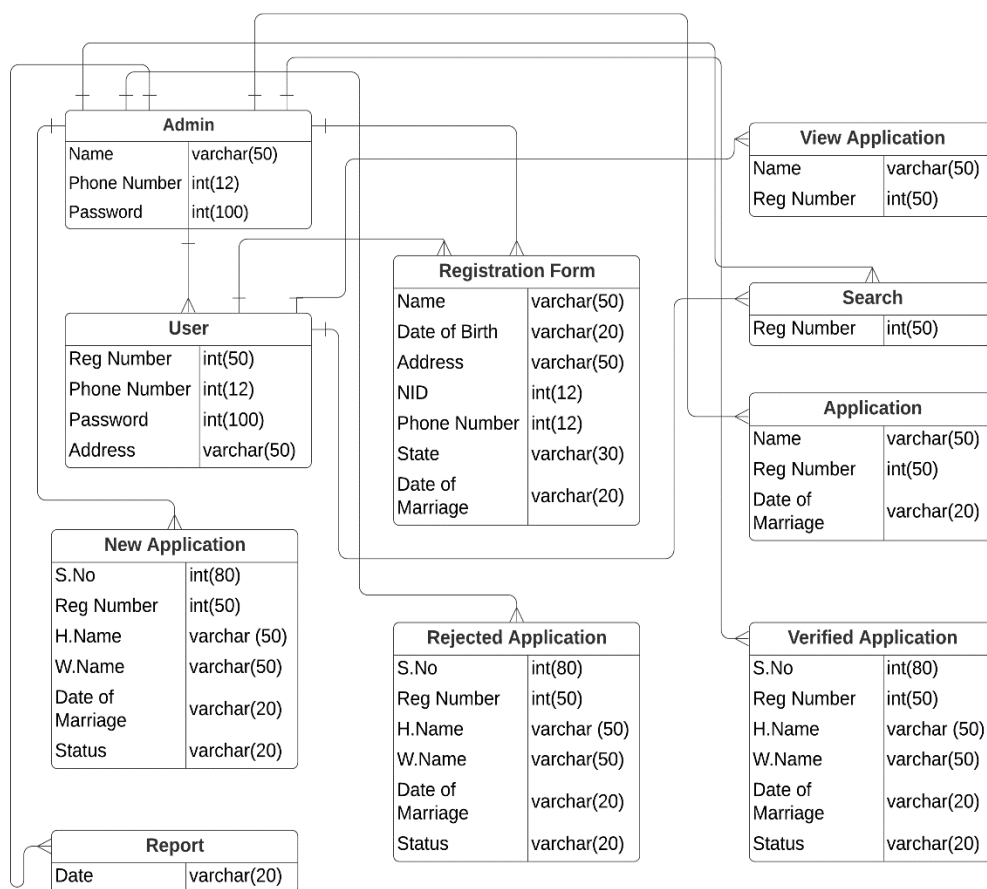 Admin
Name varchar(50)
Phone Number int(12)
Password int(100)
View Application
Name varchar(50)
Reg Number int(50)
Registration Form
Name varchar(50)
Date of Birth varchar(20)
Address varchar(50)
NID int(12)
Phone Number int(12)
State varchar(30)
Date of
Marriage varchar(20)
Search
Reg Number int(50)
User
Reg Number int(50)
Phone Number int(12)
Password int(100)
Address varchar(50)
Application
Name varchar(50)
Reg Number int(50)
Date of
Marriage varchar(20)
New Application
S.No int(80)
Reg Number int(50)
H.Name varchar (50)
W.Name varchar(50)
Date of
Marriage varchar(20)
Status varchar(20)
Rejected Application
S.No int(80)
Reg Number int(50)
H.Name varchar (50)
W.Name varchar(50)
Date of
Marriage varchar(20)
Status varchar(20)
Verified Application
S.No int(80)
Reg Number int(50)
H.Name varchar (50)
W.Name varchar(50)
Date of
Marriage varchar(20)
Status varchar(20)
Report
Date varchar(20)